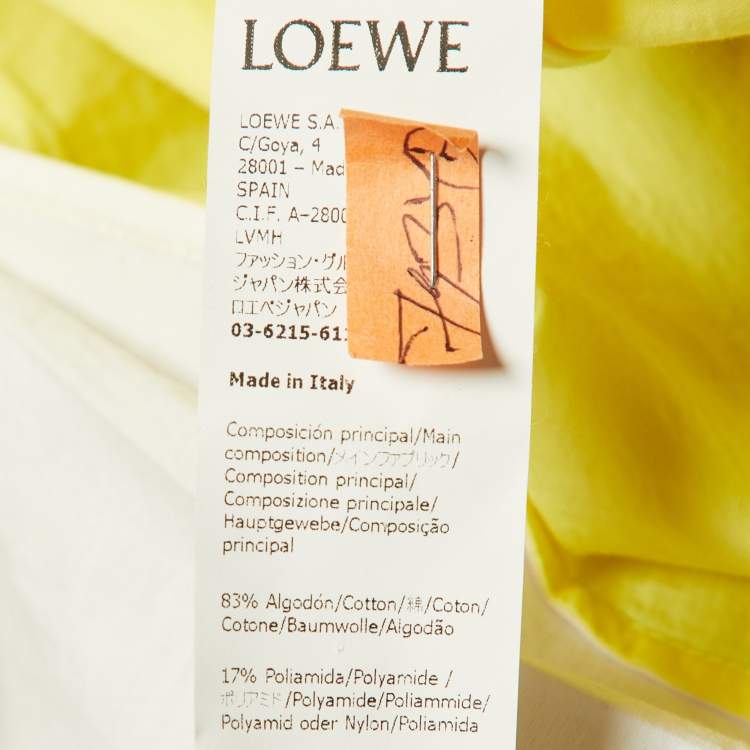 LOEWE
LOEWE S.A.
C/Goya, 4
28001 – Mad
SPAIN
C.I.F. A-2800
LVMH
ファッション・グル
ジャパン株式会
ロエベジャパン
03-6215-61
Made in Italy
Composición principal/Main
composition/メインファブリック/
Composition principal/
Composizione principale/
Hauptgewebe/Composição
principal
83% Algodón/Cotton/綿/Coton/
Cotone/Baumwolle/Algodão
17% Poliamida/Polyamide /
ポリアミド/Polyamide/Poliammide/
Polyamid oder Nylon/Poliamida